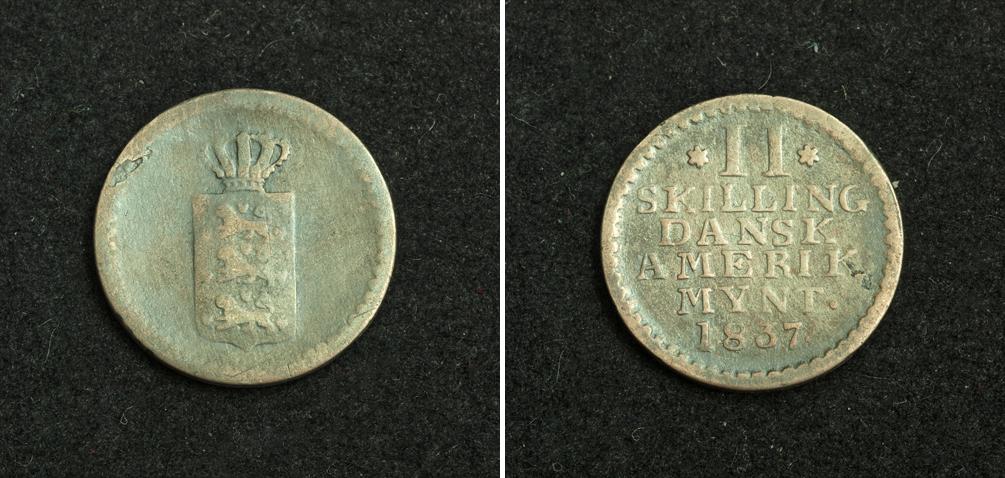 II
SKILLING
DANSK
AMERIK
MYNT.
1837